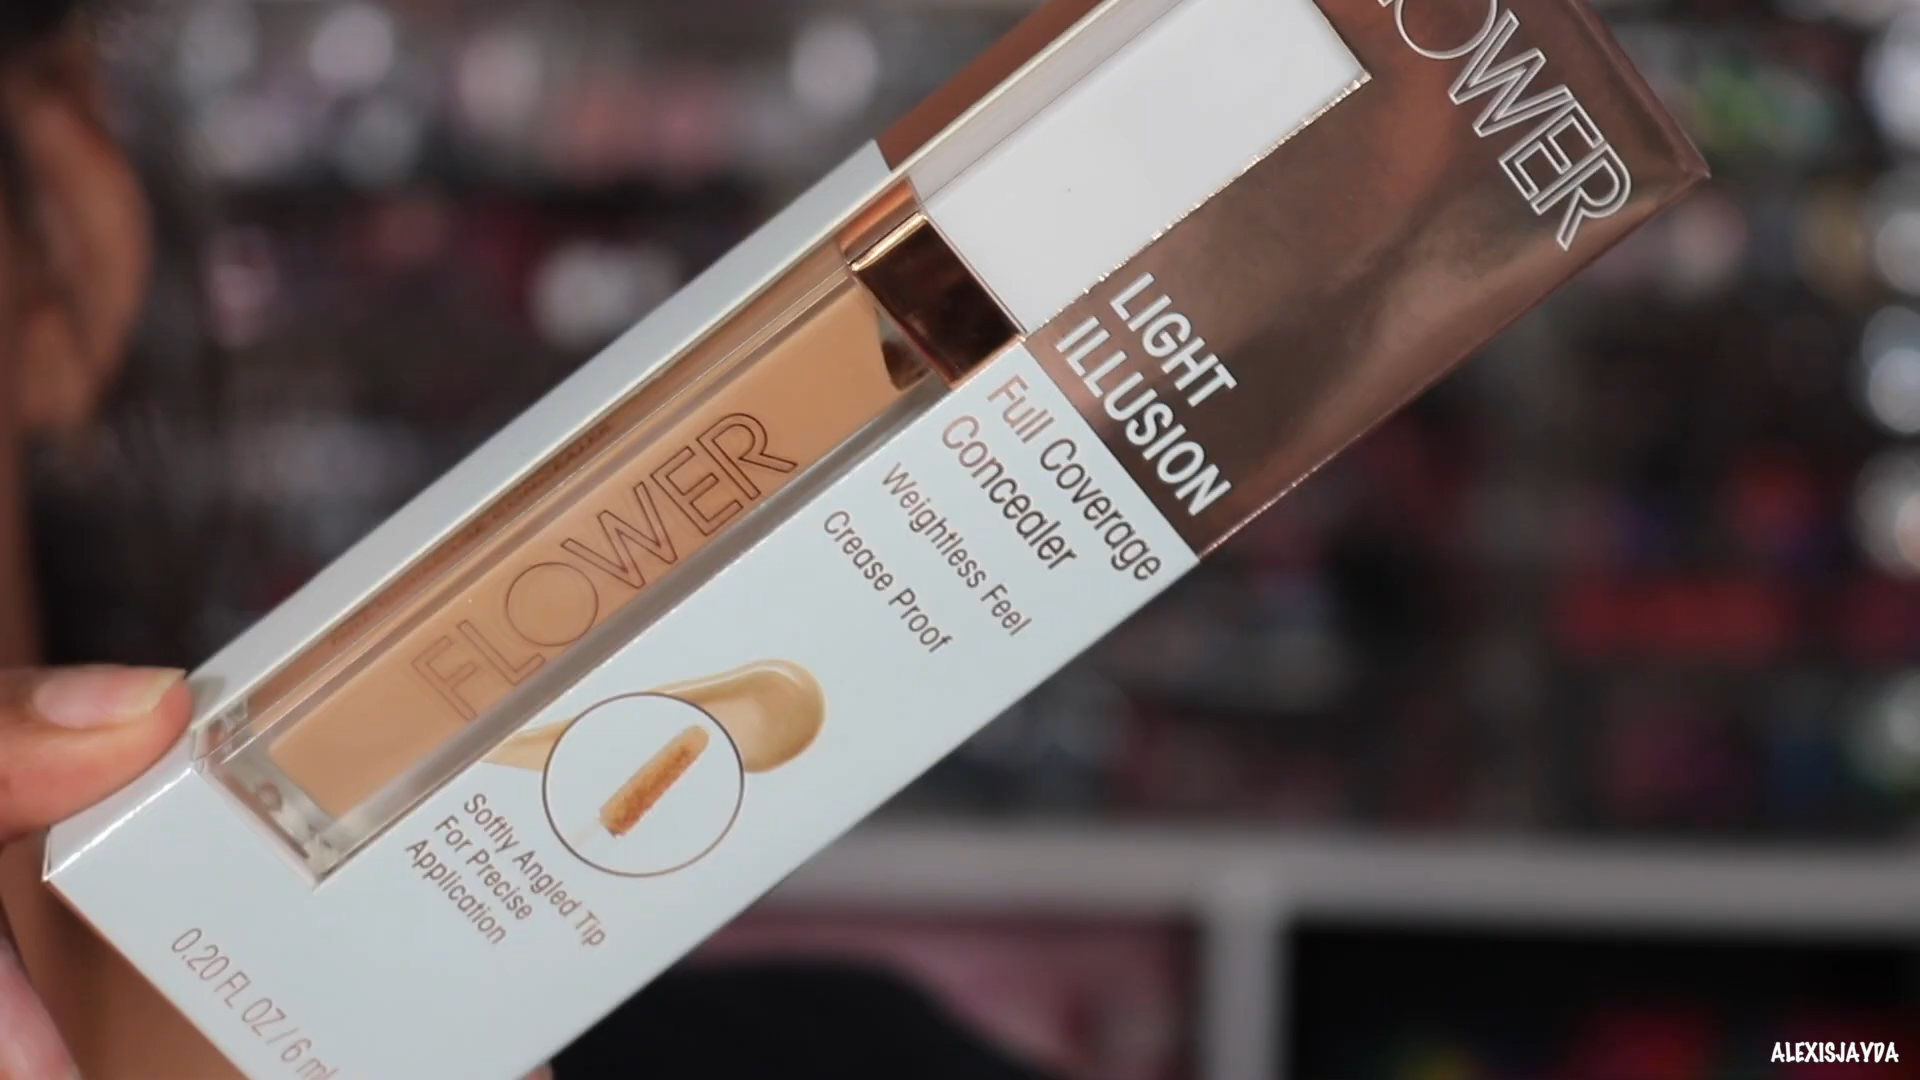 FLOWER
LIGHT
ILLUSION
Full Coverage
Concealer
Weightless Feel
Crease Proof
FLOWER
Softly Angled Tip
For Precise
Application
0.20 FL OZ / 6 ml
ALEXISJAYDA